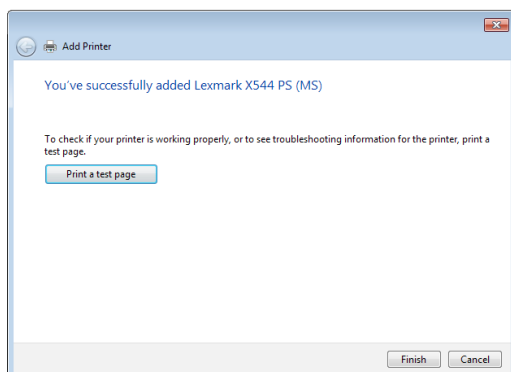 Add Printer
You've successfully added Lexmark X544 PS (MS)
To check if your printer is working properly, or to see troubleshooting information for the printer, print a
test page.
Print a test page
Finish
Cancel